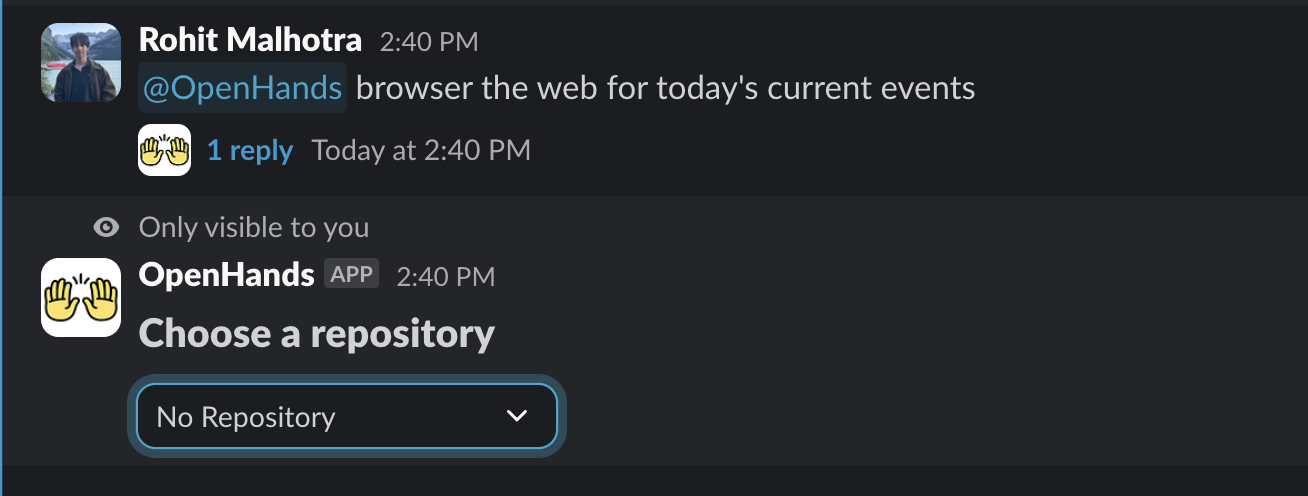 Rohit Malhotra 2:40 PM
@OpenHands browser the web for today's current events
1 reply Today at 2:40 PM
Only visible to you
OpenHands APP 2:40 PM
Choose a repository
No Repository